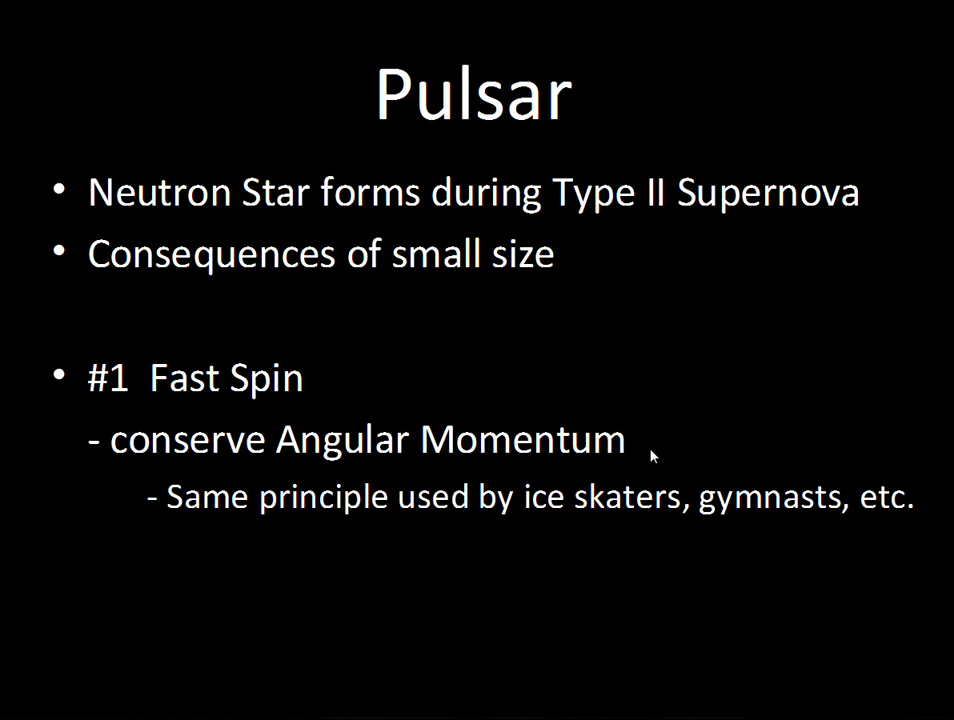 Pulsar
• Neutron Star forms during Type II Supernova
• Consequences of small size
• #1  Fast Spin
- conserve Angular Momentum
- Same principle used by ice skaters, gymnasts, etc.